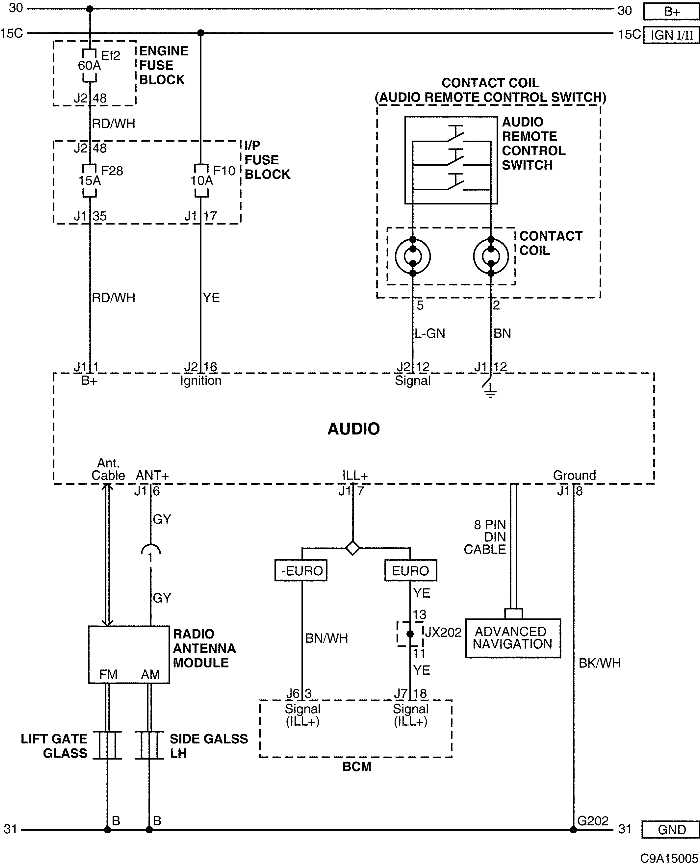 30
30
B+
15C
15C
IGN I/II
Ef2
60A
ENGINE
FUSE
BLOCK
J2 48
RD/WH
J2 48
I/P
FUSE
BLOCK
F28
15A
F10
10A
J1 35
J1 17
RD/WH
YE
CONTACT COIL
(AUDIO REMOTE CONTROL SWITCH)
AUDIO
REMOTE
CONTROL
SWITCH
CONTACT
COIL
5
2
L-GN
BN
J1 1
J2 16
J2 12
J1 12
B+
Ignition
Signal
AUDIO
Ant.
Cable
ANT+
ILL+
Ground
J1 6
J1 7
J1 8
GY
1
GY
8 PIN
DIN
CABLE
-EURO
EURO
YE
13
JX202
11
YE
BN/WH
ADVANCED
NAVIGATION
BK/WH
RADIO
ANTENNA
MODULE
FM
AM
J6 3
J7 18
Signal
(ILL+)
Signal
(ILL+)
BCM
LIFT GATE
GLASS
SIDE GALSS
LH
B
B
G202
31
31
GND
C9A15005